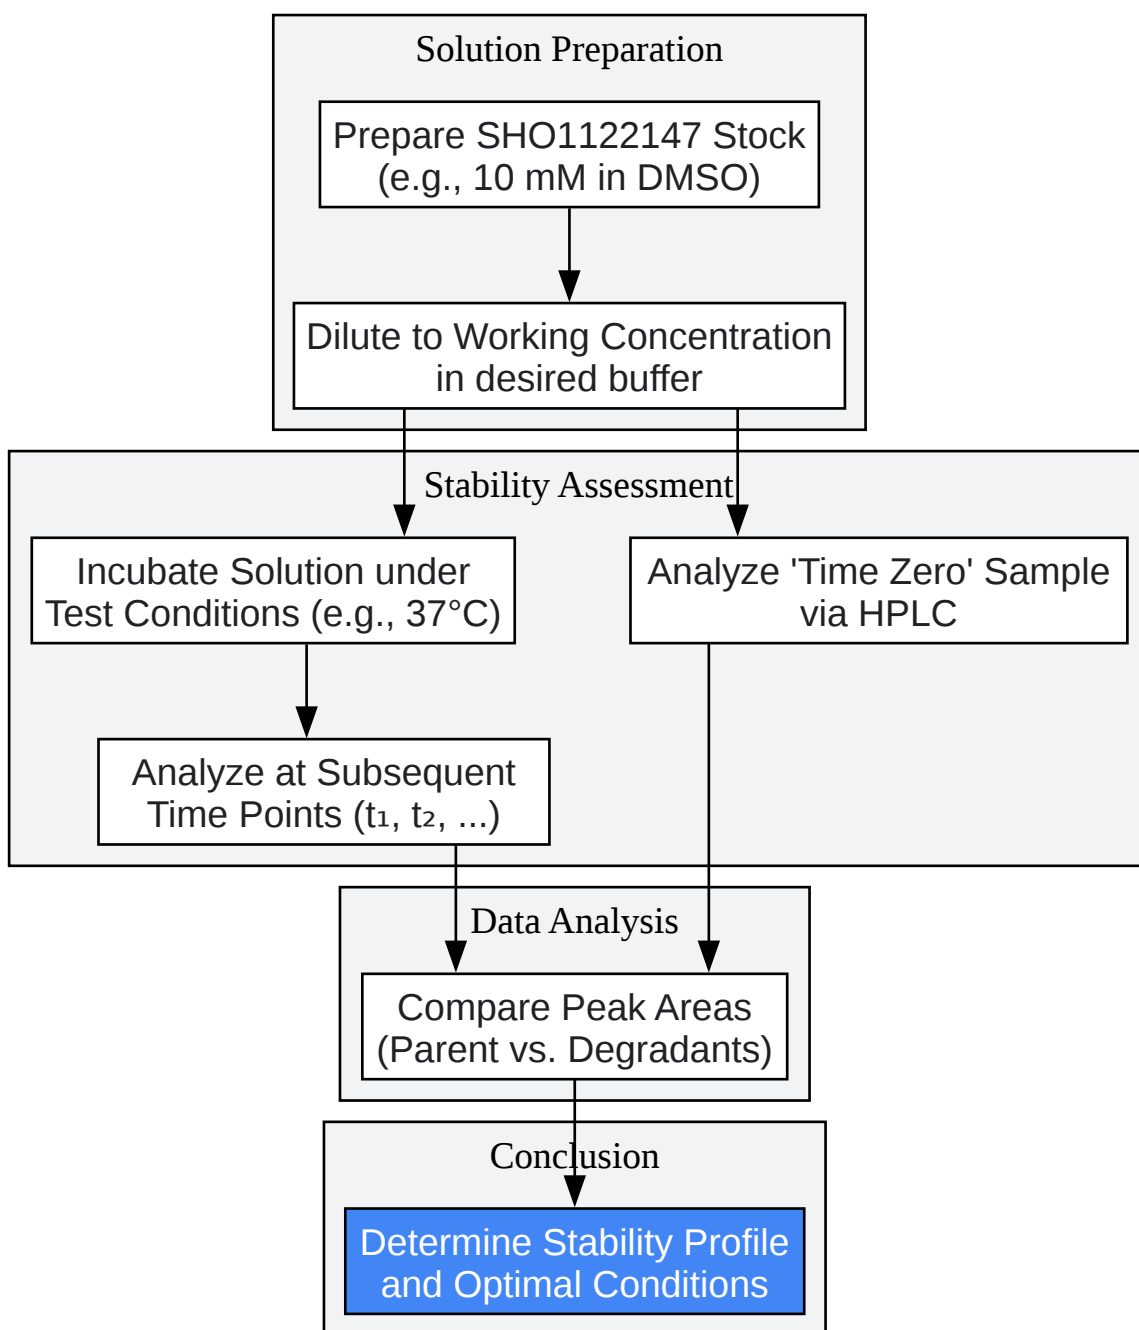 Solution Preparation
Prepare SHO1122147 Stock
(e.g., 10 mM in DMSO)
Dilute to Working Concentration
in desired buffer
Stability Assessment
Incubate Solution under
Test Conditions (e.g., 37°C)
Analyze 'Time Zero' Sample
via HPLC
Analyze at Subsequent
Time Points (t₁, t₂, ...)
Data Analysis
Compare Peak Areas
(Parent vs. Degradants)
Conclusion
Determine Stability Profile
and Optimal Conditions